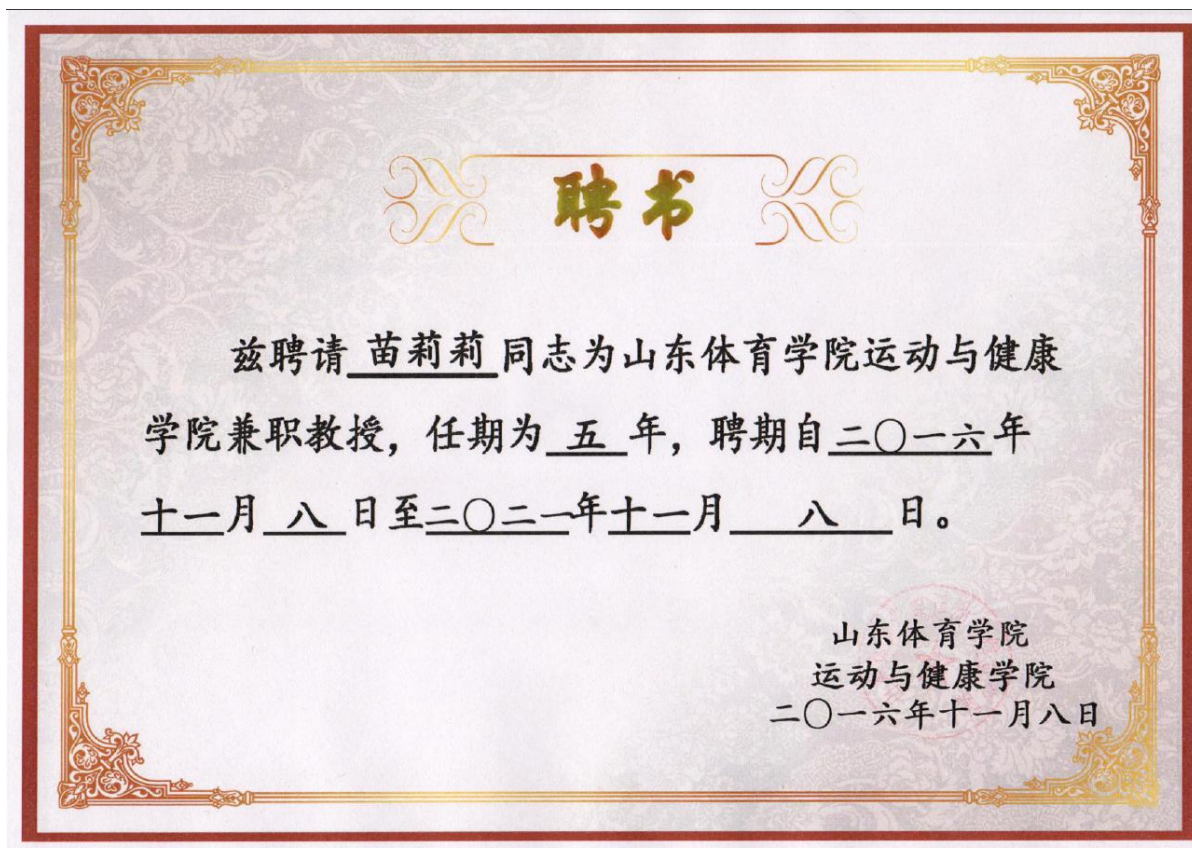 聘书
兹聘请 苗莉莉 同志为山东体育学院运动与健康
学院兼职教授，任期为 五 年，聘期自二〇一六年
十一月 八 日至二〇二一年十一月 八 日。
山东体育学院
运动与健康学院
二〇一六年十一月八日